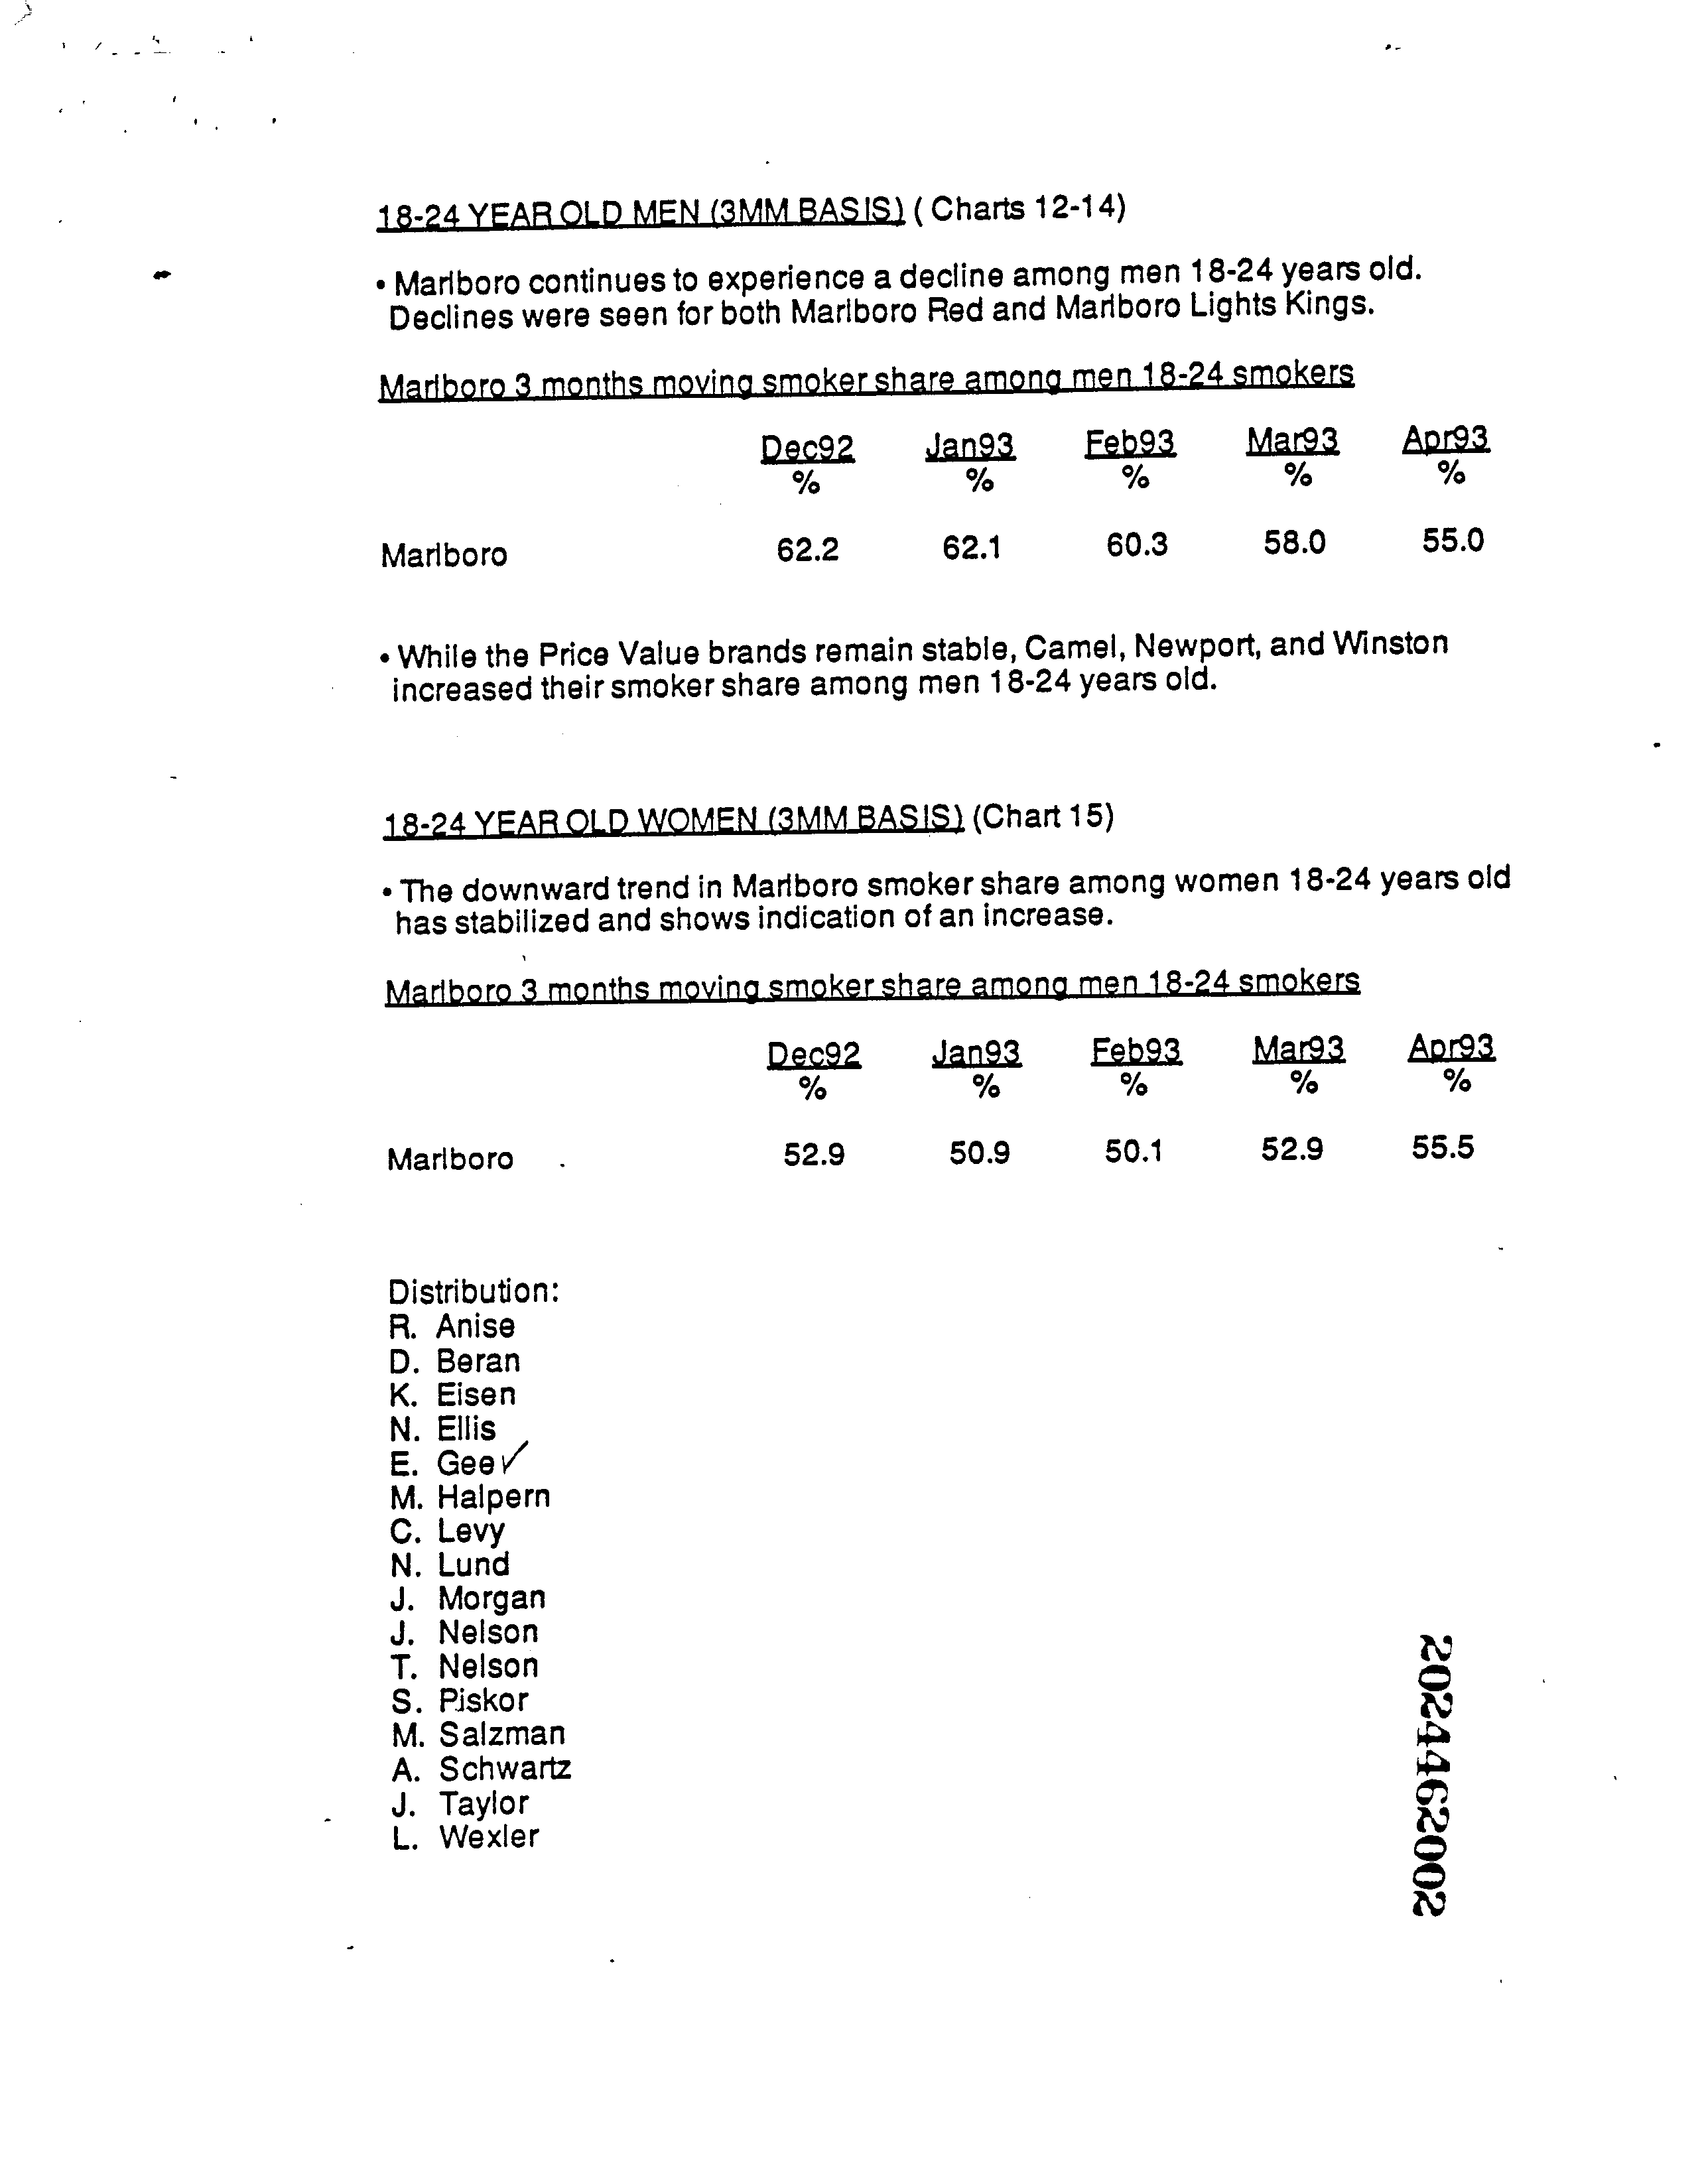 18-24 YEAR OLD MEN (3MM BASIS) ( Charts 12-14)
• Marlboro continues to experience a decline among men 18-24 years old.
Declines were seen for both Marlboro Red and Marlboro Lights Kings.
Marlboro 3 months moving smoker share among men 18-24 smokers
Dec92 Jan93 Feb93 Mar93 Apr93
% % % % %
Marlboro 62.2 62.1 60.3 58.0 55.0
• While the Price Value brands remain stable, Camel, Newport, and Winston
increased their smoker share among men 18-24 years old.
18-24 YEAR OLD WOMEN (3MM BASIS) (Chart 15)
• The downward trend in Marlboro smoker share among women 18-24 years old
has stabilized and shows indication of an increase.
Marlboro 3 months moving smoker share among men 18-24 smokers
Dec92 Jan93 Feb93 Mar93 Apr93
% % % % %
Marlboro 52.9 50.9 50.1 52.9 55.5
Distribution:
R. Anise
D. Beran
K. Eisen
N. Ellis
E. Gee ✓
M. Halpern
C. Levy
N. Lund
J. Morgan
J. Nelson
T. Nelson
S. Piskor
M. Salzman
A. Schwartz
J. Taylor
L. Wexler
2024462002